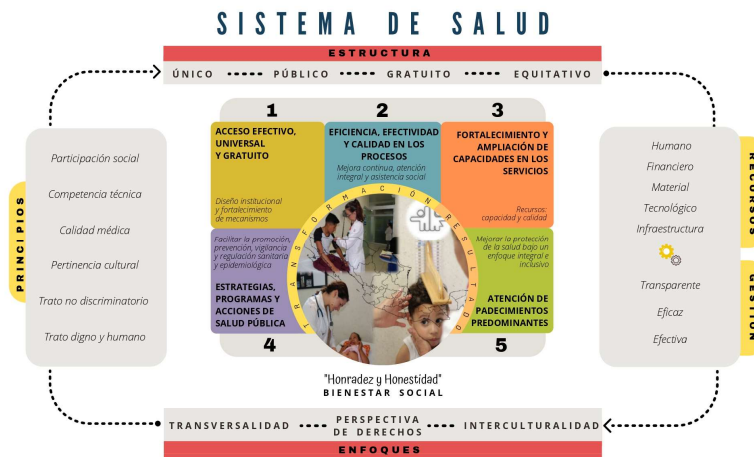 SISTEMA DE SALUD
ESTRUCTURA
ÚNICO PÚBLICO GRATUITO EQUITATIVO
PRINCIPIOS
Participación social
Competencia técnica
Calidad médica
Pertinencia cultural
Trato no discriminatorio
Trato digno y humano
1
ACCESO EFECTIVO,
UNIVERSAL
Y GRATUITO
Diseño institucional
y fortalecimiento
de mecanismos
2
EFICIENCIA, EFECTIVIDAD
Y CALIDAD EN LOS
PROCESOS
Mejora continua, atención
integral y asistencia social
3
FORTALECIMIENTO Y
AMPLIACIÓN DE
CAPACIDADES EN LOS
SERVICIOS
Recursos:
capacidad y calidad
TRANSFORMACION RESULTADO
Facilitar la promoción,
prevención, vigilancia
y regulación sanitaria
y epidemiológica
ESTRATEGIAS,
PROGRAMAS Y
ACCIONES DE
SALUD PÚBLICA
4
Mejorar la protección
de la salud bajo un
enfoque integral e
inclusivo
ATENCIÓN DE
PADECIMIENTOS
PREDOMINANTES
5
RECURSOS
Humano
Financiero
Material
Tecnológico
Infraestructura
GESTIÓN
Transparente
Eficaz
Efectiva
"Honradez y Honestidad"
BIENESTAR SOCIAL
TRANSVERSALIDAD PERSPECTIVA DE DERECHOS INTERCULTURALIDAD
ENFOQUES